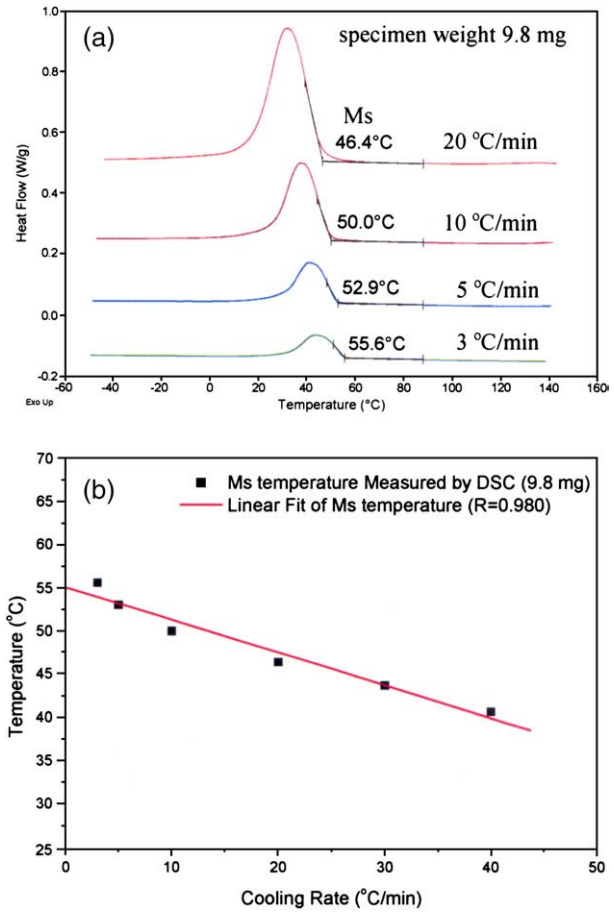 (a)
specimen weight 9.8 mg
1.0
0.8
0.6
0.4
0.2
0.0
-0.2
Heat Flow (W/g)
Ms
46.4°C
20 °C/min
50.0°C
10 °C/min
52.9°C
5 °C/min
55.6°C
3 °C/min
-60 -40 -20 0 20 40 60 80 100 120 140 160
Exo Up
Temperature (°C)
(b)
Ms temperature Measured by DSC (9.8 mg)
Linear Fit of Ms temperature (R=0.980)
70
65
60
55
50
45
40
35
30
25
Temperature (°C)
0 10 20 30 40 50
Cooling Rate (°C/min)